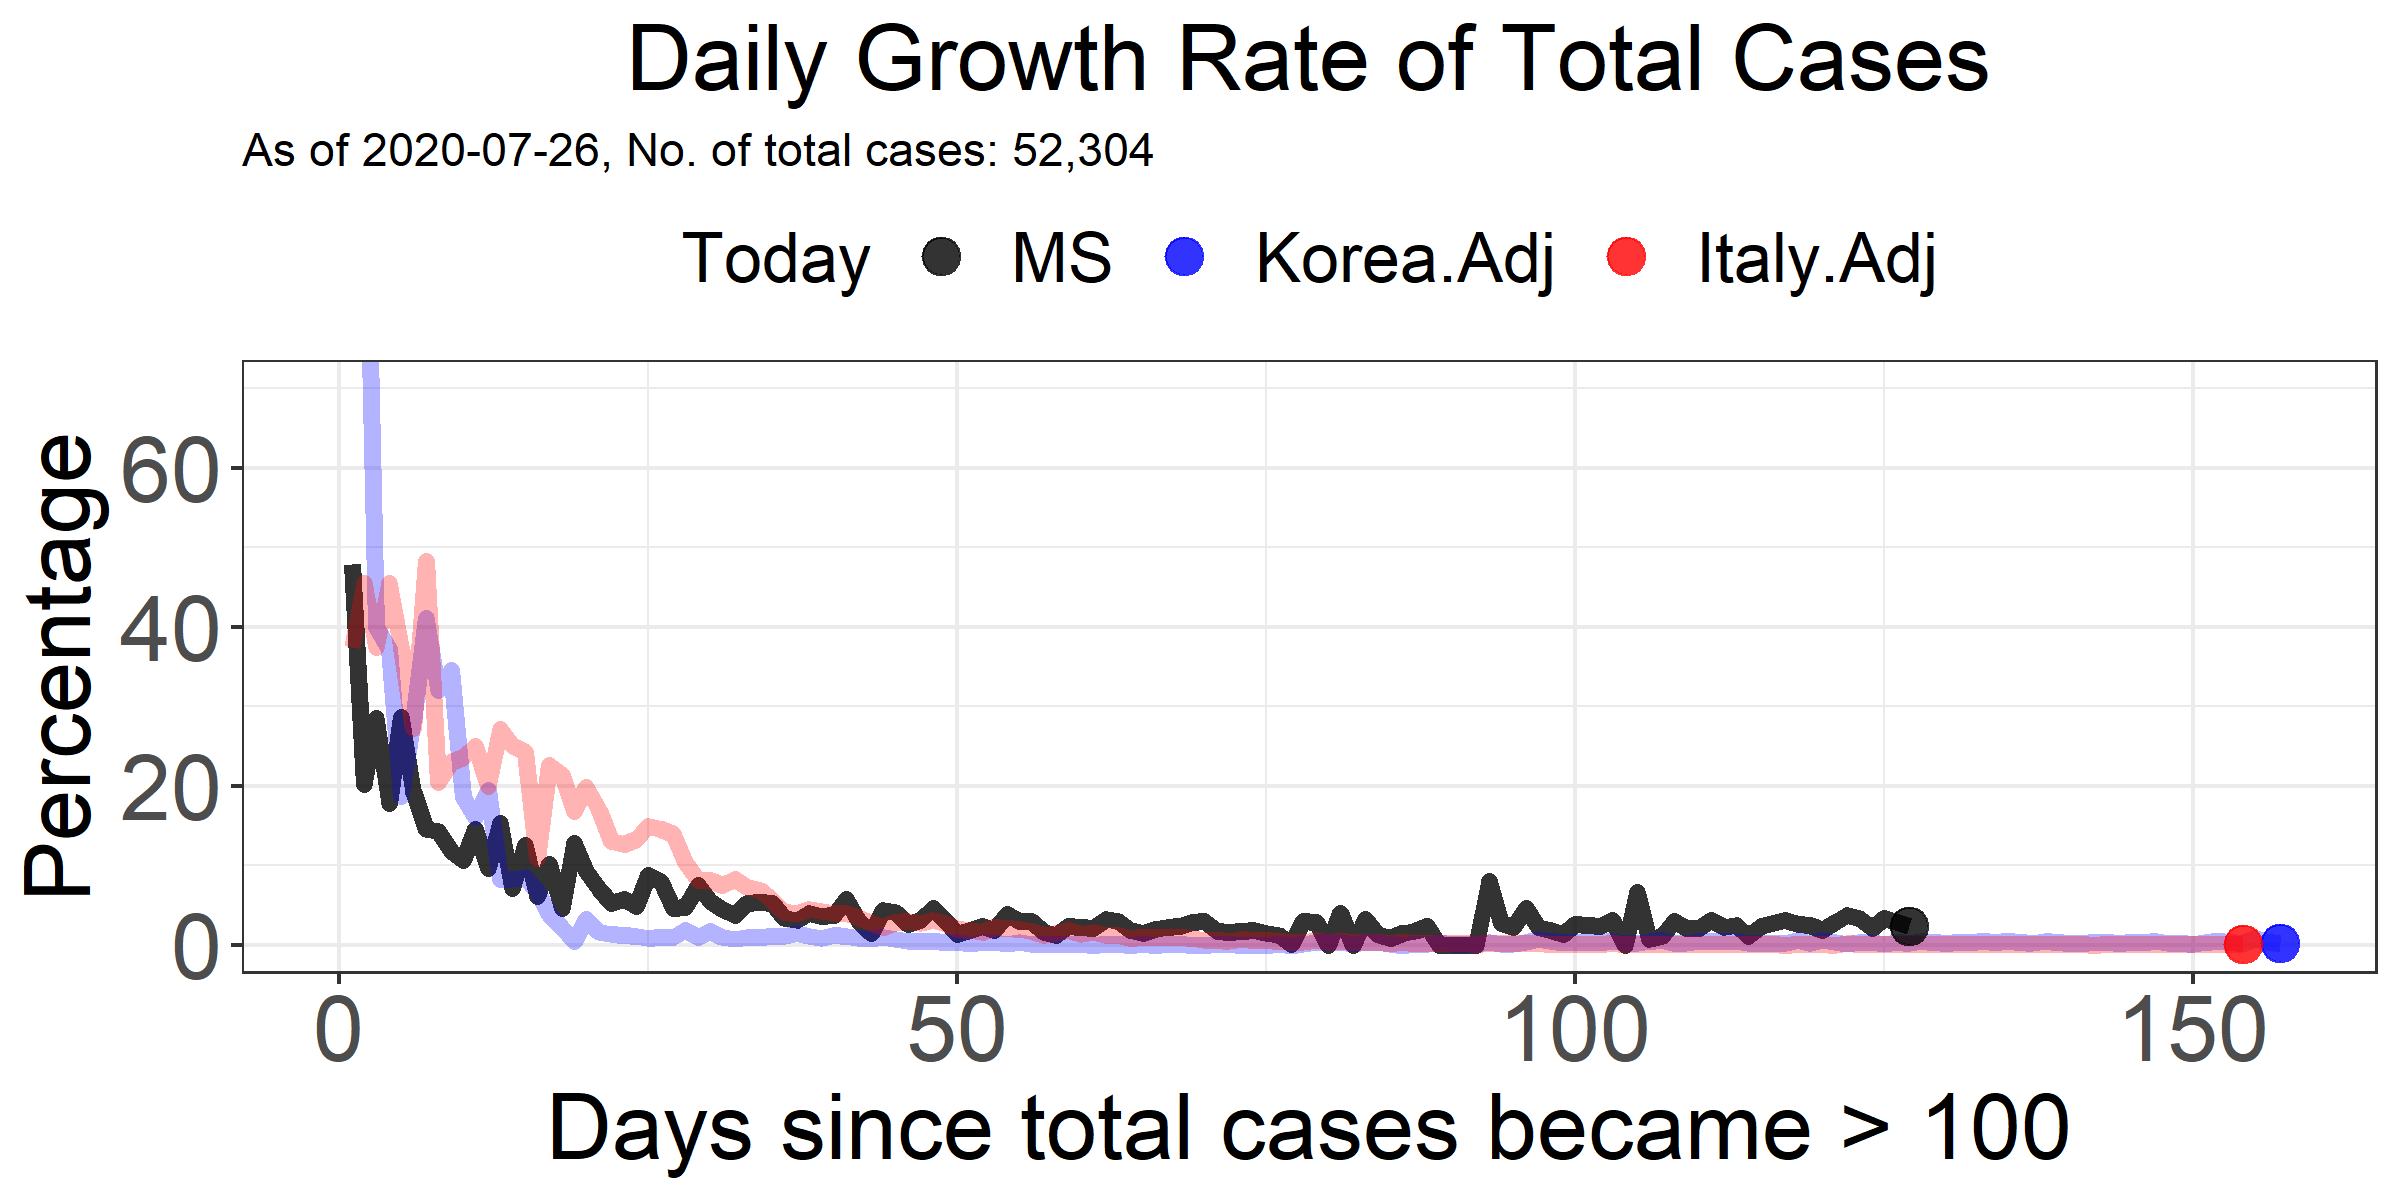 Daily Growth Rate of Total Cases
As of 2020-07-26, No. of total cases: 52,304
Today MS Korea.Adj Italy.Adj
Percentage
60
40
20
0
0 50 100 150
Days since total cases became > 100